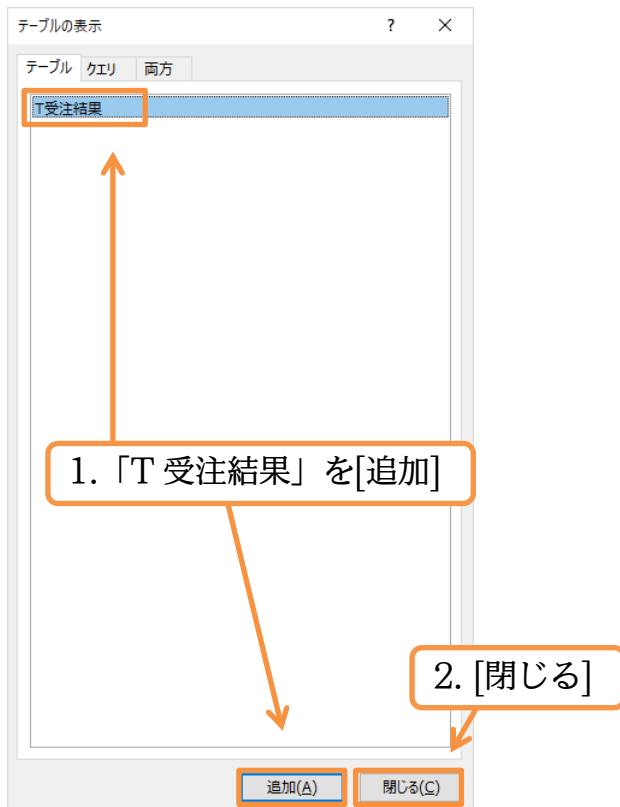 テーブルの表示 ? ×
テーブル クエリ 両方
T受注結果
1.「T 受注結果」を[追加]
2. [閉じる]
追加(A) 閉じる(C)